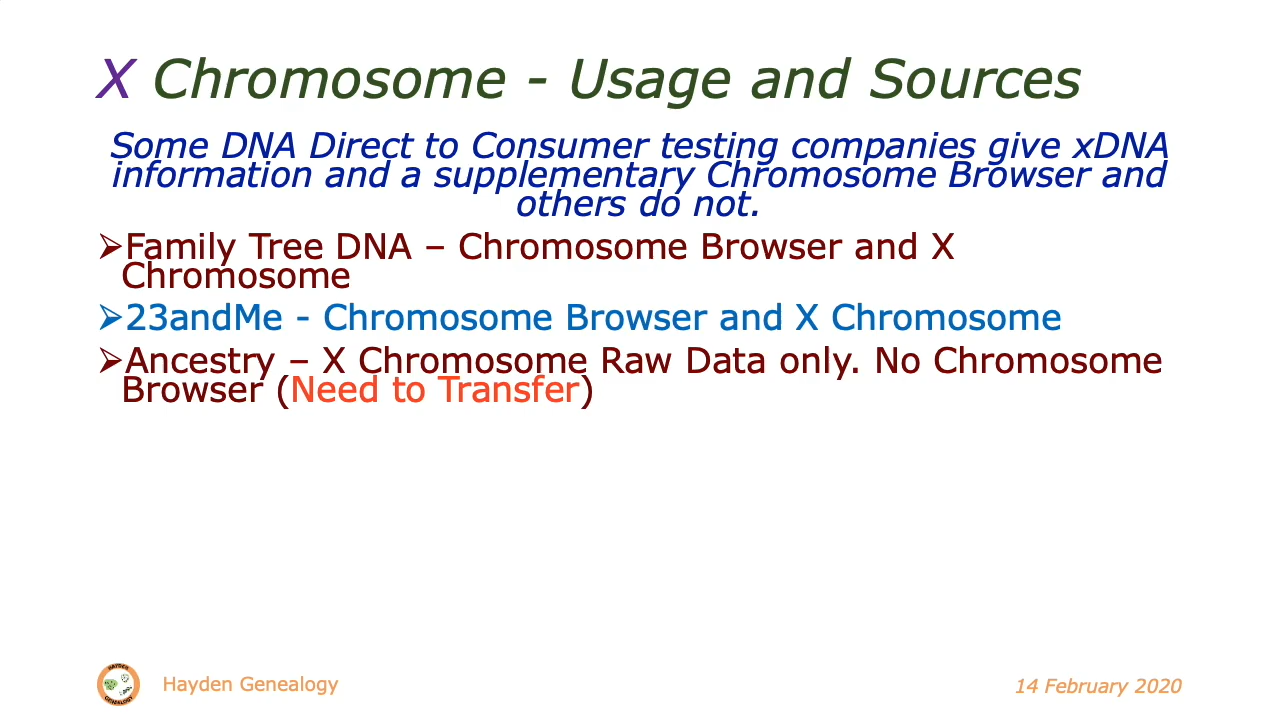 X Chromosome - Usage and Sources
Some DNA Direct to Consumer testing companies give xDNA
information and a supplementary Chromosome Browser and
others do not.
➢Family Tree DNA – Chromosome Browser and X
Chromosome
➢23andMe - Chromosome Browser and X Chromosome
➢Ancestry – X Chromosome Raw Data only. No Chromosome
Browser (Need to Transfer)
HAYDEN
GENEALOGY
Hayden Genealogy
14 February 2020